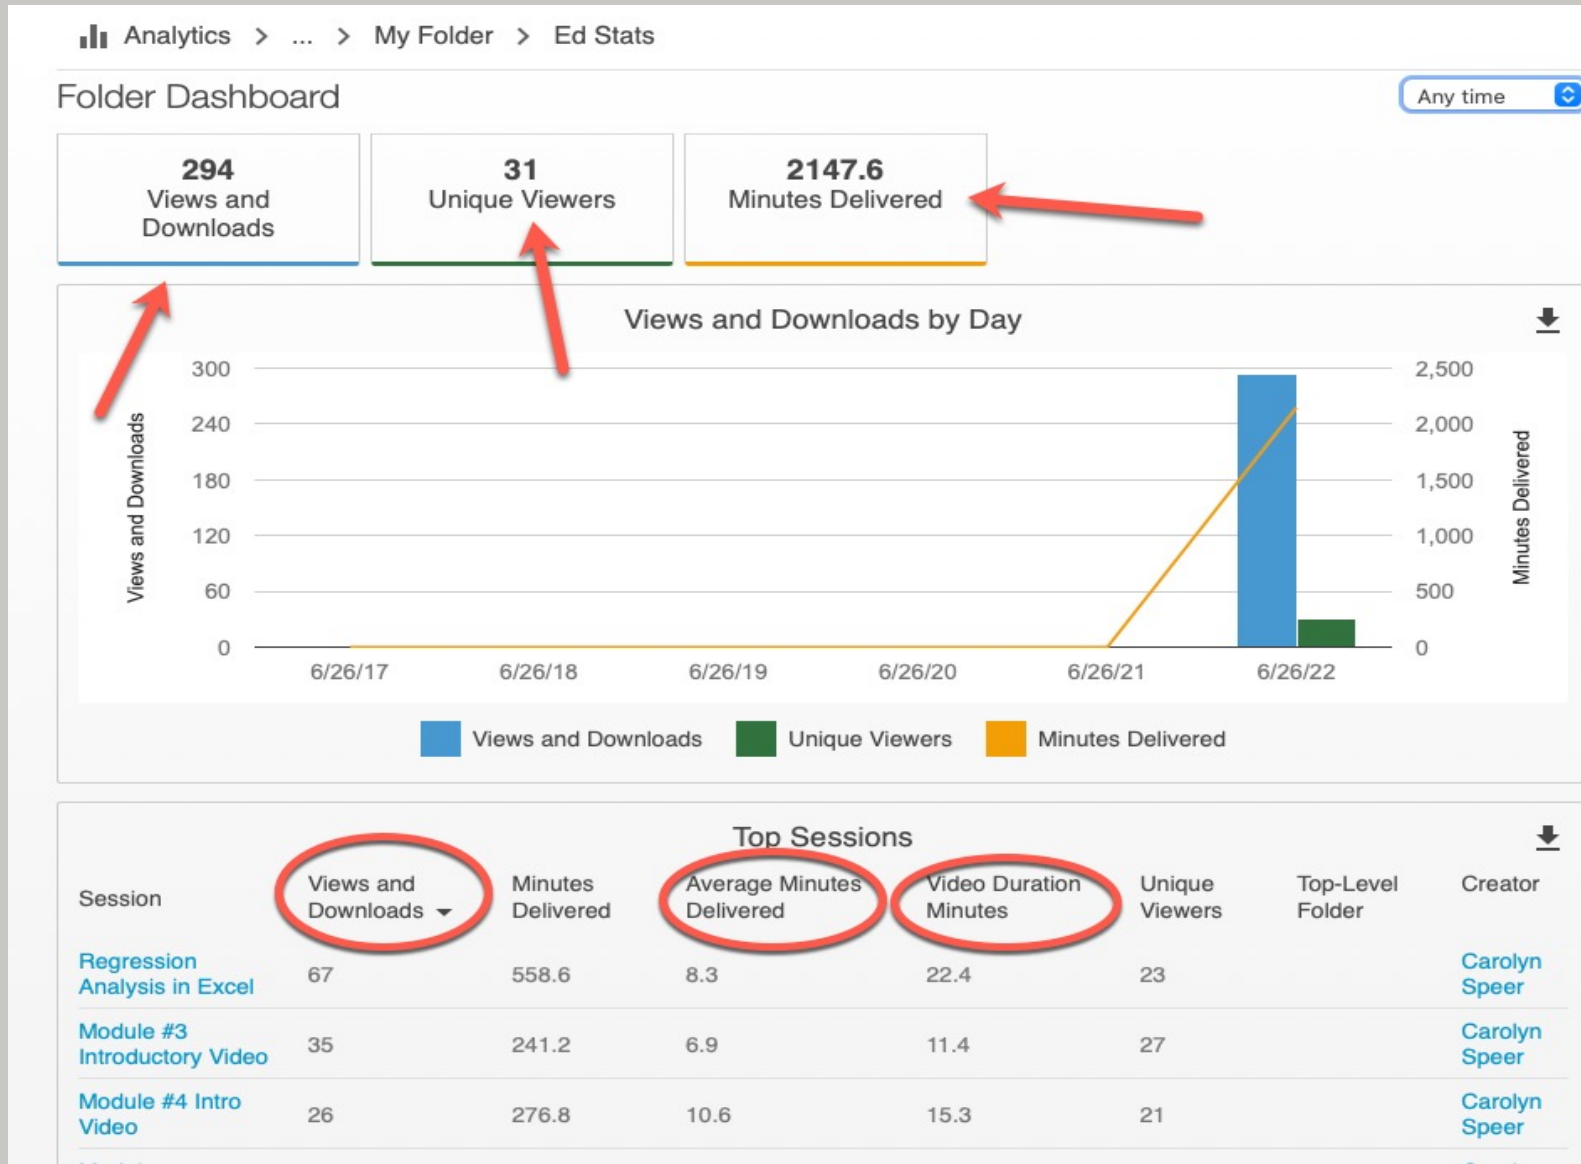 Analytics > ... > My Folder > Ed Stats
Folder Dashboard
Any time
294
Views and
Downloads
31
Unique Viewers
2147.6
Minutes Delivered
Views and Downloads by Day
Views and Downloads
300
240
180
120
60
0
2,500
2,000
1,500
1,000
500
0
Minutes Delivered
6/26/17 6/26/18 6/26/19 6/26/20 6/26/21 6/26/22
Views and Downloads Unique Viewers Minutes Delivered
Top Sessions
Session
Views and
Downloads
Minutes
Delivered
Average Minutes
Delivered
Video Duration
Minutes
Unique
Viewers
Top-Level
Folder
Creator
Regression
Analysis in Excel
67 558.6 8.3 22.4 23
Carolyn
Speer
Module #3
Introductory Video
35 241.2 6.9 11.4 27
Carolyn
Speer
Module #4 Intro
Video
26 276.8 10.6 15.3 21
Carolyn
Speer